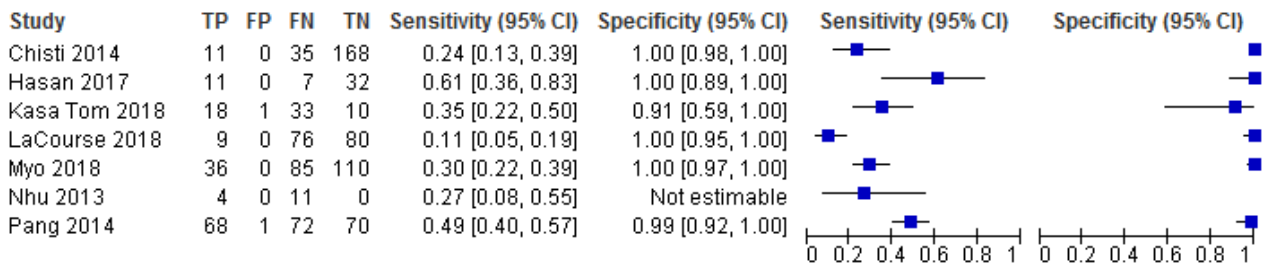 Study TP FP FN TN Sensitivity (95% CI) Specificity (95% CI) Sensitivity (95% CI) Specificity (95% CI)
Chisti 2014 11 0 35 168 0.24 [0.13, 0.39] 1.00 [0.98, 1.00]
Hasan 2017 11 0 7 32 0.61 [0.36, 0.83] 1.00 [0.89, 1.00]
Kasa Tom 2018 18 1 33 10 0.35 [0.22, 0.50] 0.91 [0.59, 1.00]
LaCourse 2018 9 0 76 80 0.11 [0.05, 0.19] 1.00 [0.95, 1.00]
Myo 2018 36 0 85 110 0.30 [0.22, 0.39] 1.00 [0.97, 1.00]
Nhu 2013 4 0 11 0 0.27 [0.08, 0.55] Not estimable
Pang 2014 68 1 72 70 0.49 [0.40, 0.57] 0.99 [0.92, 1.00]
0 0.2 0.4 0.6 0.8 1 0 0.2 0.4 0.6 0.8 1